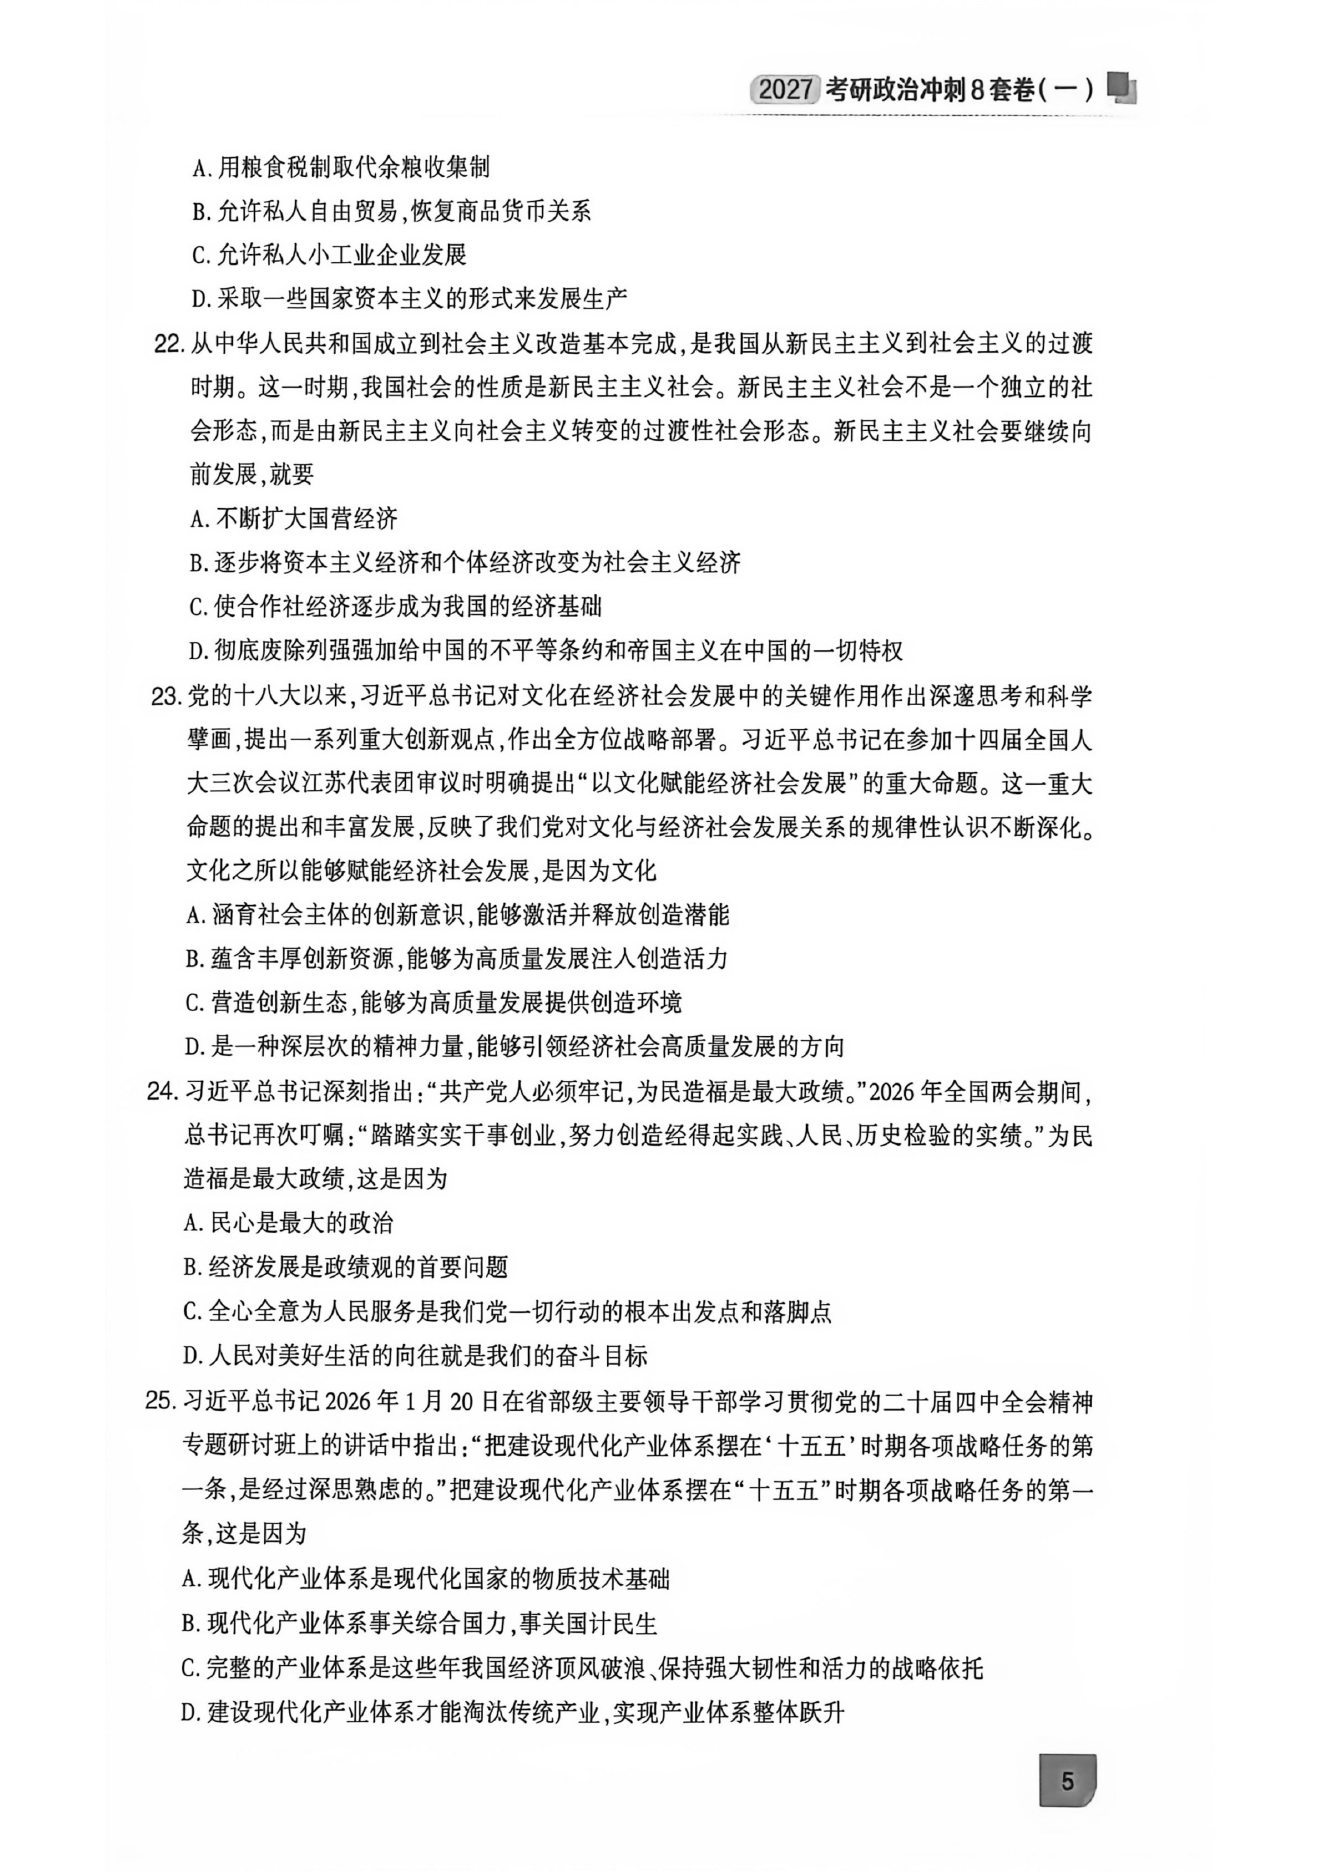 2027 考研政治冲刺8套卷(一)
A. 用粮食税制取代余粮收集制
B. 允许私人自由贸易,恢复商品货币关系
C. 允许私人小工业企业发展
D. 采取一些国家资本主义的形式来发展生产
22. 从中华人民共和国成立到社会主义改造基本完成,是我国从新民主主义到社会主义的过渡
时期。这一时期,我国社会的性质是新民主主义社会。新民主主义社会不是一个独立的社
会形态,而是由新民主主义向社会主义转变的过渡性社会形态。新民主主义社会要继续向
前发展,就要
A. 不断扩大国营经济
B. 逐步将资本主义经济和个体经济改变为社会主义经济
C. 使合作社经济逐步成为我国的经济基础
D. 彻底废除列强强加给中国的不平等条约和帝国主义在中国的一切特权
23. 党的十八大以来,习近平总书记对文化在经济社会发展中的关键作用作出深邃思考和科学
擘画,提出一系列重大创新观点,作出全方位战略部署。习近平总书记在参加十四届全国人
大三次会议江苏代表团审议时明确提出“以文化赋能经济社会发展”的重大命题。这一重大
命题的提出和丰富发展,反映了我们党对文化与经济社会发展关系的规律性认识不断深化。
文化之所以能够赋能经济社会发展,是因为文化
A. 涵育社会主体的创新意识,能够激活并释放创造潜能
B. 蕴含丰厚创新资源,能够为高质量发展注入创造活力
C. 营造创新生态,能够为高质量发展提供创造环境
D. 是一种深层次的精神力量,能够引领经济社会高质量发展的方向
24. 习近平总书记深刻指出:“共产党人必须牢记,为民造福是最大政绩。”2026年全国两会期间,
总书记再次叮嘱:“踏踏实实干事创业,努力创造经得起实践、人民、历史检验的实绩。”为民
造福是最大政绩,这是因为
A. 民心是最大的政治
B. 经济发展是政绩观的首要问题
C. 全心全意为人民服务是我们党一切行动的根本出发点和落脚点
D. 人民对美好生活的向往就是我们的奋斗目标
25. 习近平总书记2026年1月20日在省部级主要领导干部学习贯彻党的二十届四中全会精神
专题研讨班上的讲话中指出:“把建设现代化产业体系摆在‘十五五’时期各项战略任务的第
一条,是经过深思熟虑的。”把建设现代化产业体系摆在“十五五”时期各项战略任务的第一
条,这是因为
A. 现代化产业体系是现代化国家的物质技术基础
B. 现代化产业体系事关综合国力,事关国计民生
C. 完整的产业体系是这些年我国经济顶风破浪、保持强大韧性和活力的战略依托
D. 建设现代化产业体系才能淘汰传统产业,实现产业体系整体跃升
5